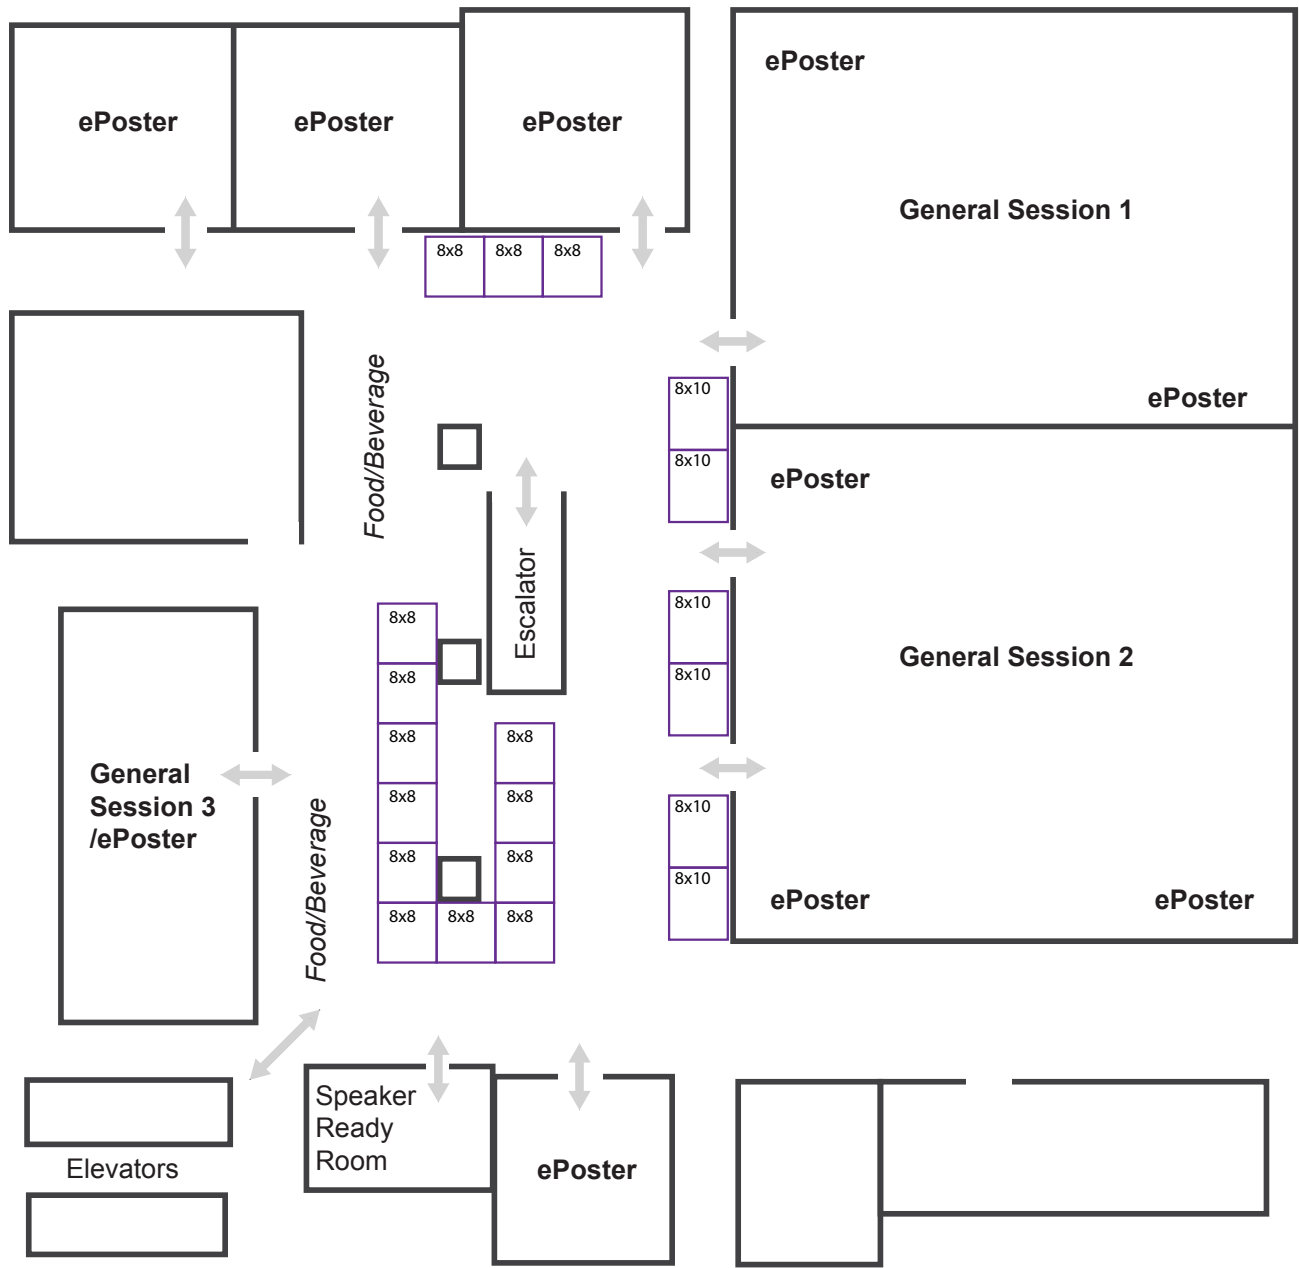 ePoster
ePoster
ePoster
ePoster
General Session 1
8x8
8x8
8x8
Food/Beverage
8x10
ePoster
8x10
ePoster
Escalator
8x10
8x8
General Session 2
8x10
8x8
8x8
8x8
General
Session 3
/ePoster
Food/Beverage
8x8
8x8
8x10
8x8
8x8
8x10
ePoster
ePoster
8x8
8x8
8x8
Speaker
Ready
Room
Elevators
ePoster